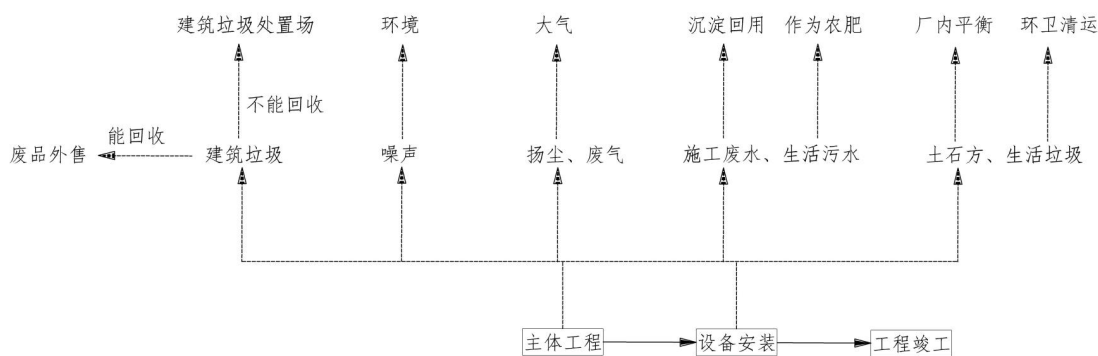 建筑垃圾处置场 环境 大气 沉淀回用 作为农肥 厂内平衡 环卫清运
不能回收
能回收
废品外售 建筑垃圾 噪声 扬尘、废气 施工废水、生活污水 土石方、生活垃圾
主体工程 设备安装 工程竣工